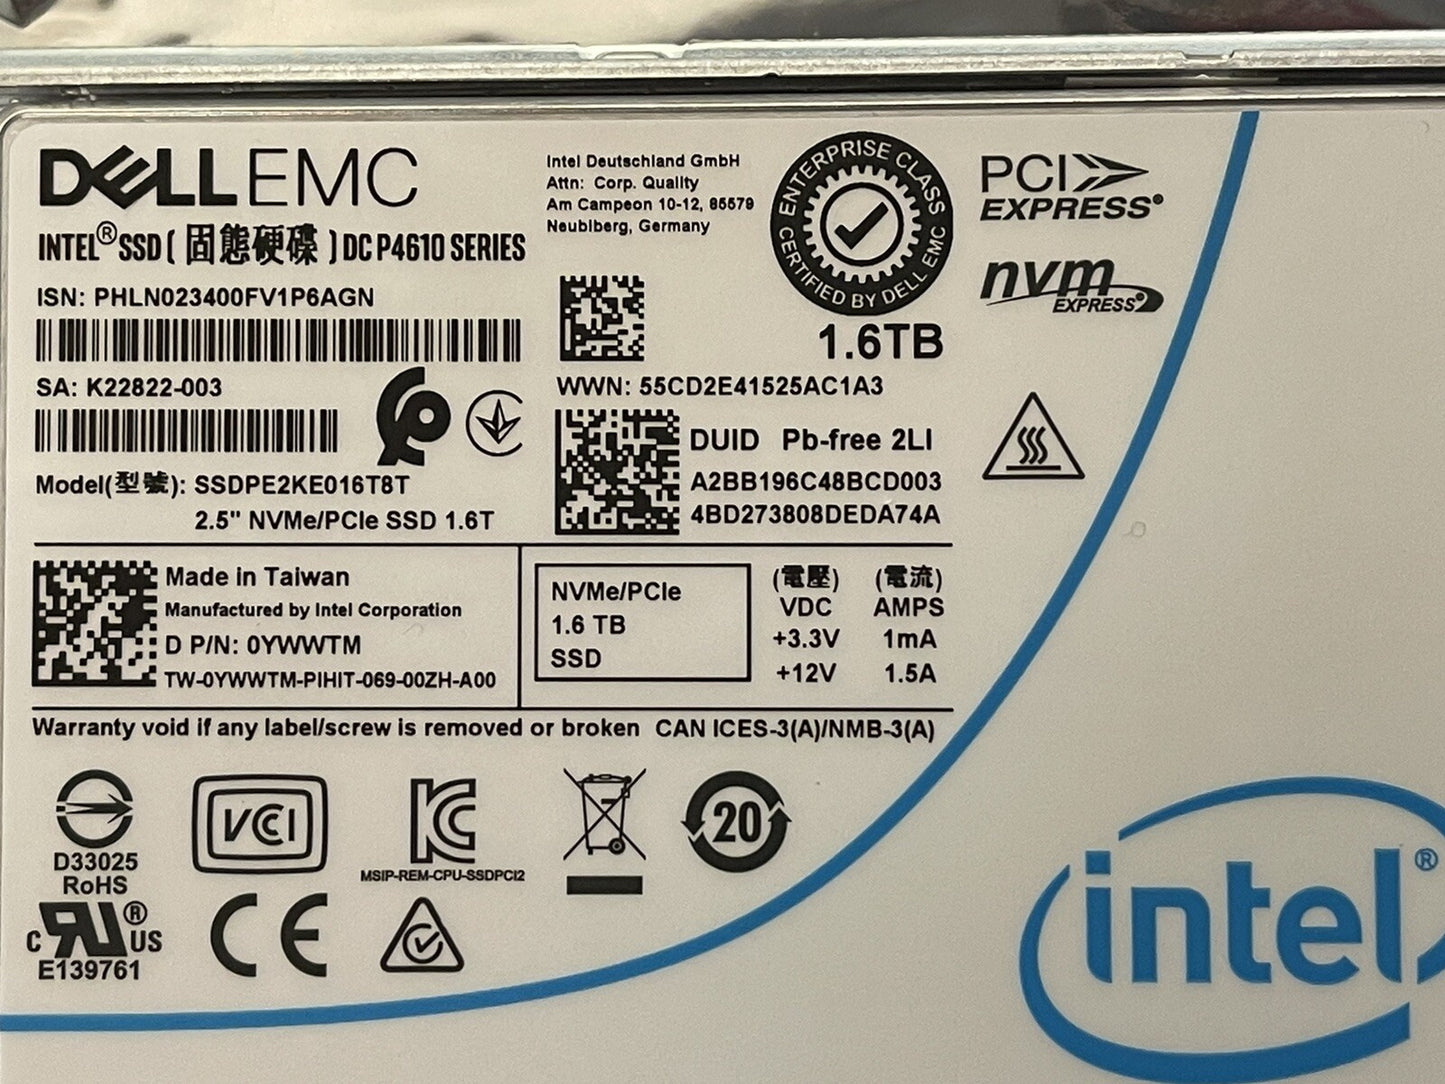 DELLEMC
INTEL® SSD ( 固態硬碟 ) DC P4610 SERIES
ISN: PHLN023400FV1P6AGN
SA: K22822-003
Model(型號): SSDPE2KE016T8T
2.5" NVMe/PCIe SSD 1.6T
Intel Deutschland GmbH
Attn: Corp. Quality
Am Campeon 10-12, 85579
Neubiberg, Germany
ENTERPRISE CLASS
CERTIFIED BY DELL EMC
1.6TB
PCI
EXPRESS®
nvm
EXPRESS®
WWN: 55CD2E41525AC1A3
DUID Pb-free 2LI
A2BB196C48BCD003
4BD273808DEDA74A
Made in Taiwan
Manufactured by Intel Corporation
D P/N: 0YWWTM
TW-0YWWTM-PIHIT-069-00ZH-A00
NVMe/PCIe
1.6 TB
SSD
(電壓) (電流)
VDC AMPS
+3.3V 1mA
+12V 1.5A
Warranty void if any label/screw is removed or broken CAN ICES-3(A)/NMB-3(A)
D33025
RoHS
VCI
KC
MSIP-REM-CPU-SSDPCI2
20
c RU® US
E139761
CE
intel®